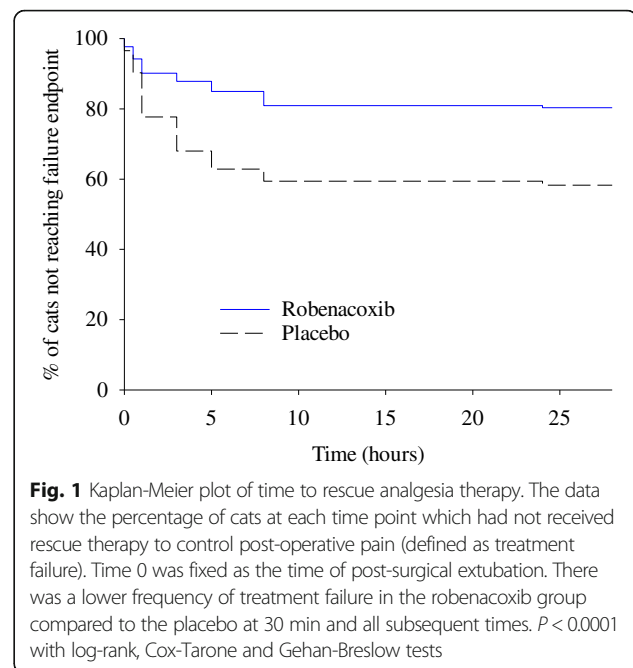 100
80
60
40
20
0
% of cats not reaching failure endpoint
Robenacoxib
Placebo
0 5 10 15 20 25
Time (hours)
Fig. 1 Kaplan-Meier plot of time to rescue analgesia therapy. The data
show the percentage of cats at each time point which had not received
rescue therapy to control post-operative pain (defined as treatment
failure). Time 0 was fixed as the time of post-surgical extubation. There
was a lower frequency of treatment failure in the robenacoxib group
compared to the placebo at 30 min and all subsequent times. P < 0.0001
with log-rank, Cox-Tarone and Gehan-Breslow tests